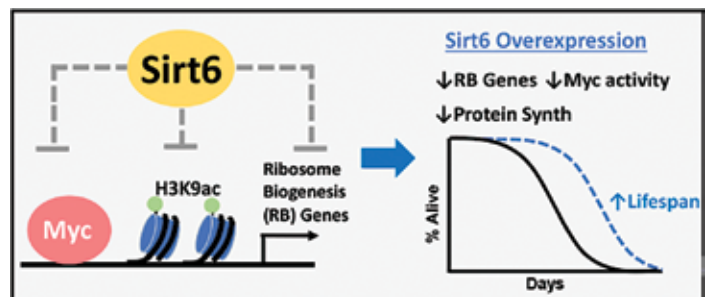 Sirt6
H3K9ac
Ribosome
Biogenesis
(RB) Genes
Myc
Sirt6 Overexpression
↓RB Genes ↓Myc activity
↓Protein Synth
% Alive
↑Lifespan
Days